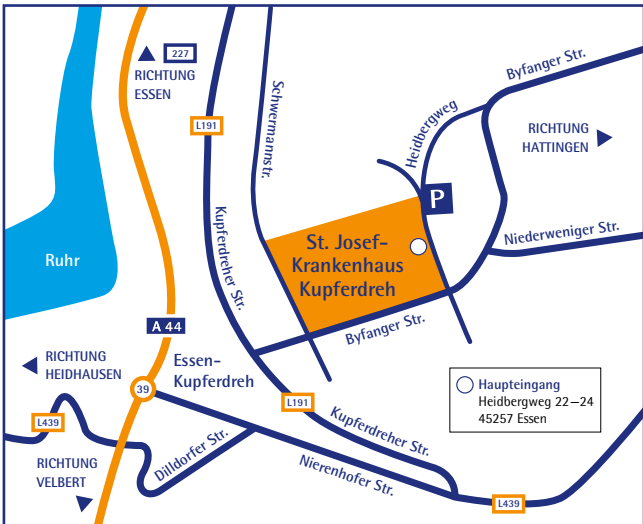 227
RICHTUNG
ESSEN
L191
Schwermannstr.
Heidbergweg
Byfanger Str.
RICHTUNG
HATTINGEN
P
Kupferdreher Str.
St. Josef-
Krankenhaus
Kupferdreh
Niederweniger Str.
Ruhr
A 44
Byfanger Str.
RICHTUNG
HEIDHAUSEN
Essen-
Kupferdreh
39
L191
Haupteingang
Heidbergweg 22–24
45257 Essen
L439
Kupferdreher Str.
Dilldorfer Str.
Nierenhofer Str.
RICHTUNG
VELBERT
L439